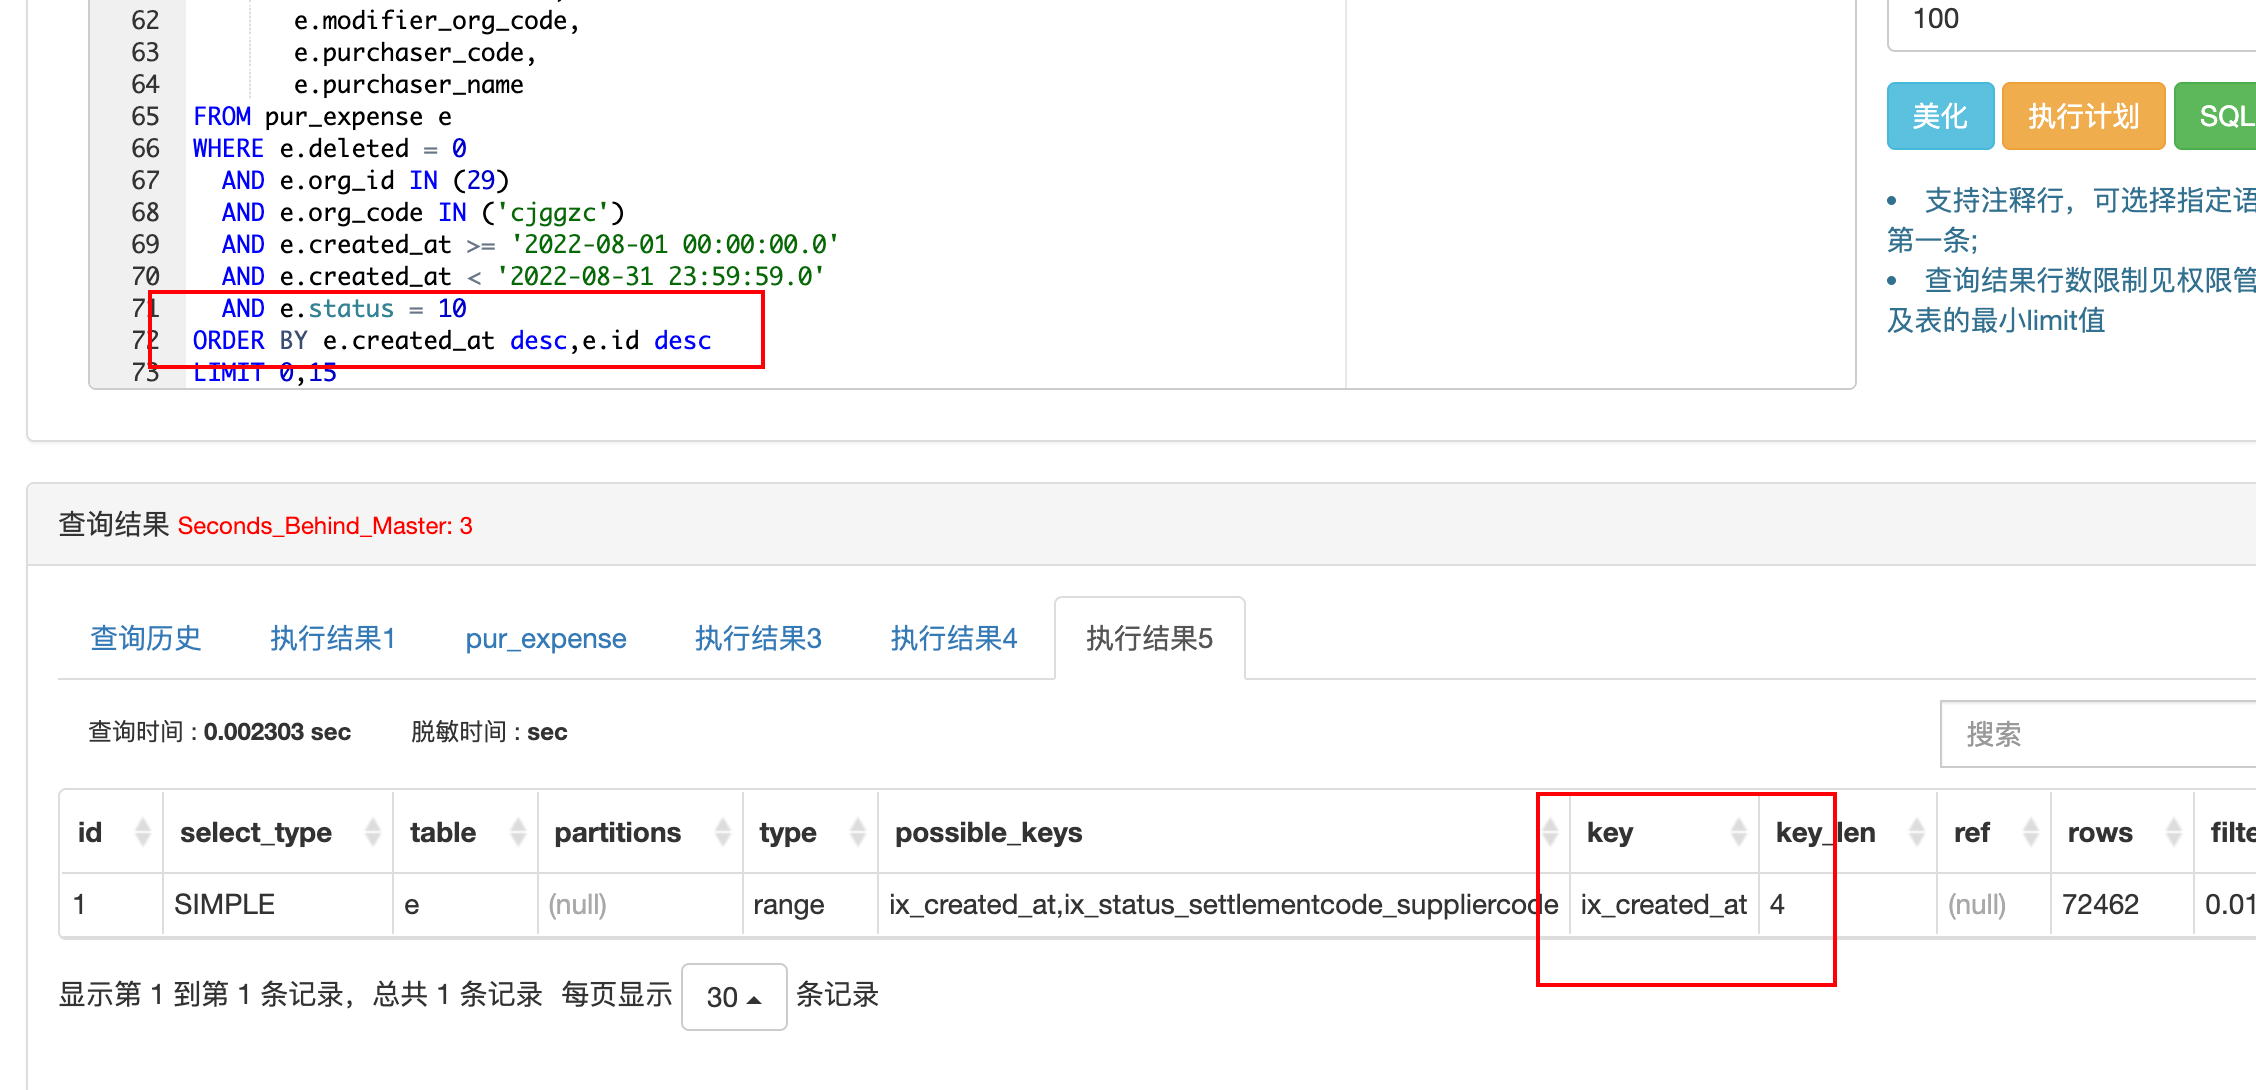 62 e.modifier_org_code,
63 e.purchaser_code,
64 e.purchaser_name
65 FROM pur_expense e
66 WHERE e.deleted = 0
67 AND e.org_id IN (29)
68 AND e.org_code IN ('cjggzc')
69 AND e.created_at >= '2022-08-01 00:00:00.0'
70 AND e.created_at < '2022-08-31 23:59:59.0'
71 AND e.status = 10
72 ORDER BY e.created_at desc,e.id desc
73 LIMIT 0,15
100
美化 执行计划 SQL
• 支持注释行，可选择指定语
第一条;
• 查询结果行数限制见权限管
及表的最小limit值
查询结果 Seconds_Behind_Master: 3
查询历史 执行结果1 pur_expense 执行结果3 执行结果4 执行结果5
查询时间 : 0.002303 sec 脱敏时间 : sec
搜索
id select_type table partitions type possible_keys key key_len ref rows filte
1 SIMPLE e (null) range ix_created_at,ix_status_settlementcode_suppliercode ix_created_at 4 (null) 72462 0.01
显示第 1 到第 1 条记录，总共 1 条记录 每页显示 30 条记录